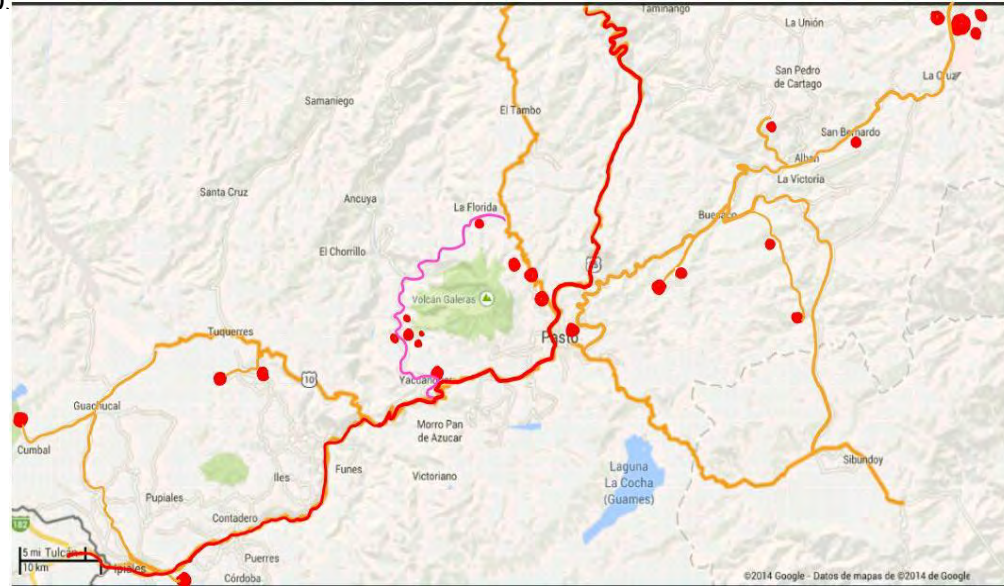 Taminango
La Unión
La Cruz
San Pedro
de Cartago
Samaniego
El Tambo
San Bernardo
Alban
La Victoria
Santa Cruz
Ancuya
La Florida
Buesaco
El Chorrillo
Volcán Galeras
Pasto
Tuquerres
10
Yacuanquer
Guachucal
Morro Pan
de Azucar
Cumbal
Funes
Victoriano
Iles
Laguna
La Cocha
(Guames)
Sibundoy
Pupiales
Contadero
182
5 mi
Tulcán
10 km
Ipiales
Puerres
Córdoba
©2014 Google - Datos de mapas de ©2014 de Google